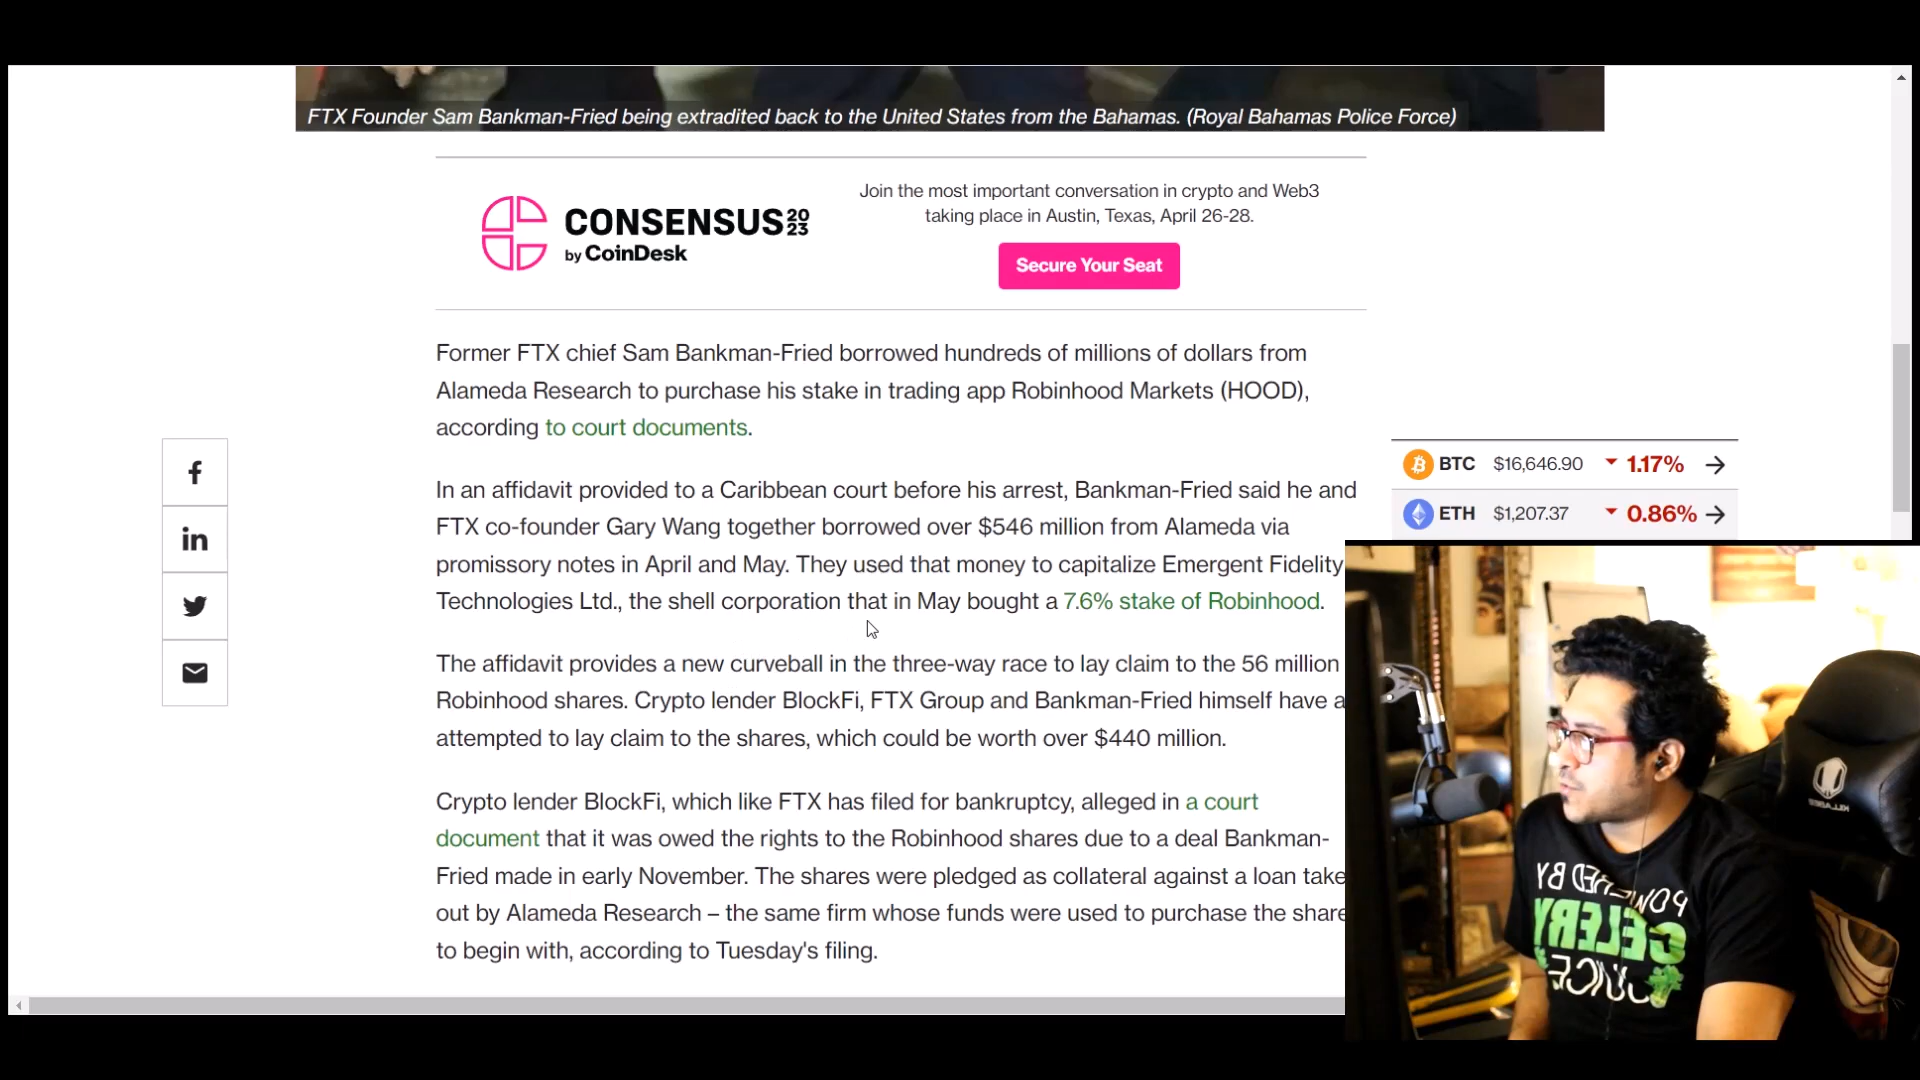 FTX Founder Sam Bankman-Fried being extradited back to the United States from the Bahamas. (Royal Bahamas Police Force)
CONSENSUS 20
23
by CoinDesk
Join the most important conversation in crypto and Web3
taking place in Austin, Texas, April 26-28.
Secure Your Seat
Former FTX chief Sam Bankman-Fried borrowed hundreds of millions of dollars from
Alameda Research to purchase his stake in trading app Robinhood Markets (HOOD),
according to court documents.
In an affidavit provided to a Caribbean court before his arrest, Bankman-Fried said he and
FTX co-founder Gary Wang together borrowed over $546 million from Alameda via
promissory notes in April and May. They used that money to capitalize Emergent Fidelity
Technologies Ltd., the shell corporation that in May bought a 7.6% stake of Robinhood.
The affidavit provides a new curveball in the three-way race to lay claim to the 56 million
Robinhood shares. Crypto lender BlockFi, FTX Group and Bankman-Fried himself have a
attempted to lay claim to the shares, which could be worth over $440 million.
Crypto lender BlockFi, which like FTX has filed for bankruptcy, alleged in a court
document that it was owed the rights to the Robinhood shares due to a deal Bankman-
Fried made in early November. The shares were pledged as collateral against a loan take
out by Alameda Research – the same firm whose funds were used to purchase the share
to begin with, according to Tuesday's filing.
f
in
BTC $16,646.90 1.17%
ETH $1,207.37 0.86%
POWERED BY
CELERY
JUICE